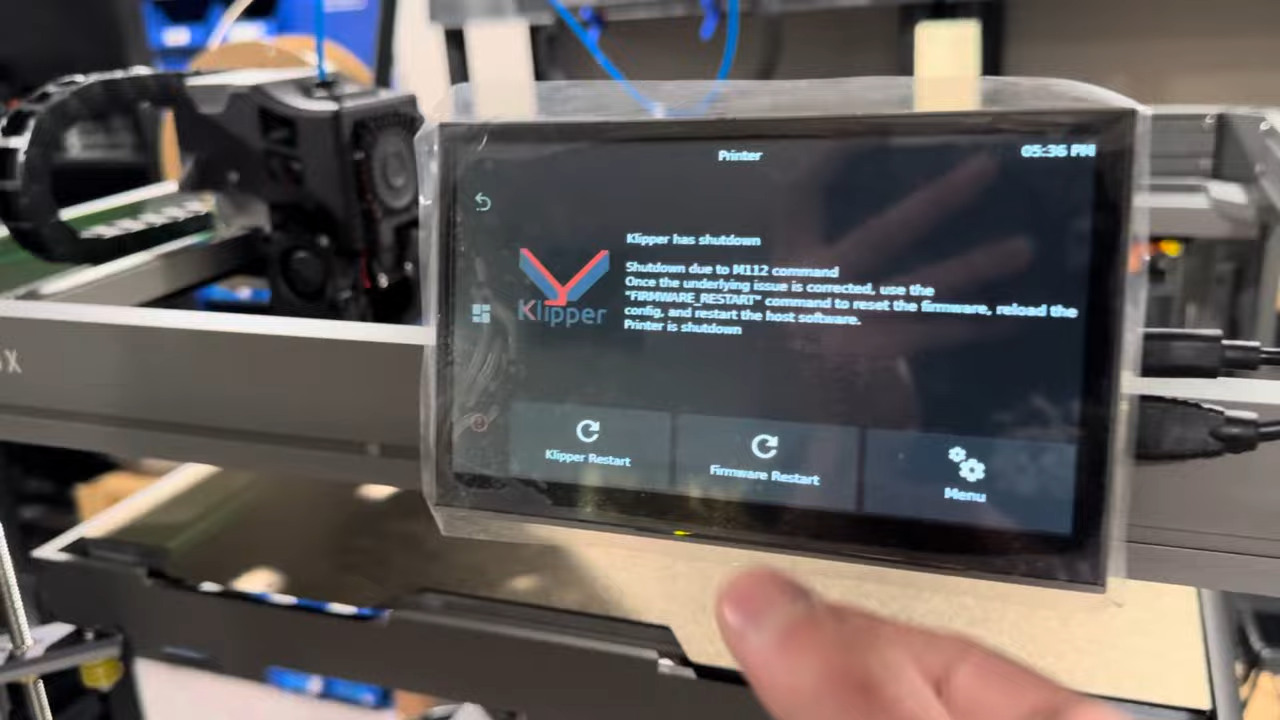 Printer
05:36 PM
Klipper has shutdown
Shutdown due to M112 command
Once the underlying issue is corrected, use the
"FIRMWARE_RESTART" command to reset the firmware, reload the
config, and restart the host software.
Printer is shutdown
Klipper
Klipper Restart
Firmware Restart
Menu
X